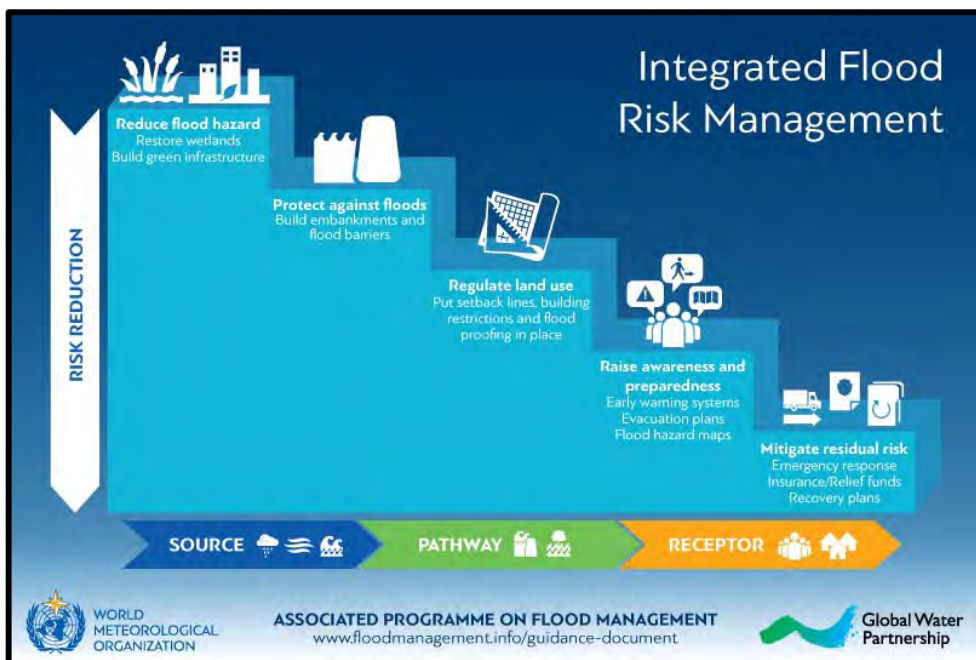 Integrated Flood
Risk Management
Reduce flood hazard
Restore wetlands
Build green infrastructure
Protect against floods
Build embankments and
flood barriers
Regulate land use
Put setback lines, building
restrictions and flood
proofing in place
Raise awareness and
preparedness
Early warning systems
Evacuation plans
Flood hazard maps
Mitigate residual risk
Emergency response
Insurance/Relief funds
Recovery plans
RISK REDUCTION
SOURCE
PATHWAY
RECEPTOR
WORLD
METEOROLOGICAL
ORGANIZATION
ASSOCIATED PROGRAMME ON FLOOD MANAGEMENT
www.floodmanagement.info/guidance-document
Global Water
Partnership